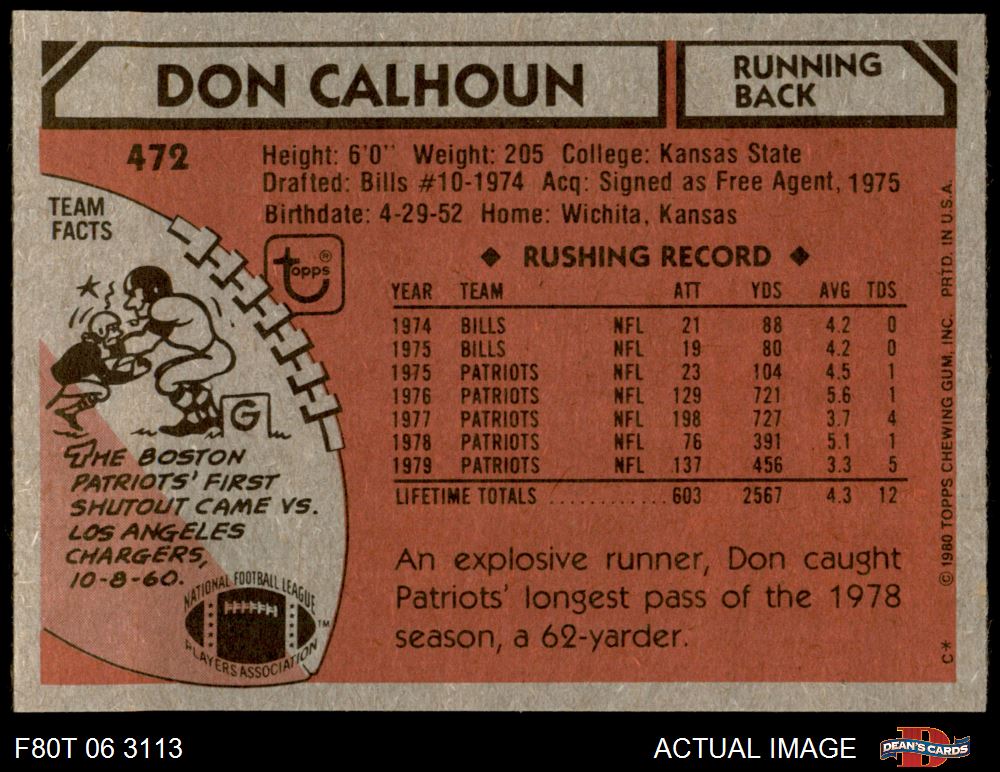 DON CALHOUN
RUNNING
BACK
472
Height: 6'0" Weight: 205 College: Kansas State
Drafted: Bills #10-1974 Acq: Signed as Free Agent, 1975
Birthdate: 4-29-52 Home: Wichita, Kansas
TEAM
FACTS
topps®
◆ RUSHING RECORD ◆
YEAR TEAM ATT YDS AVG TDS
1974 BILLS NFL 21 88 4.2 0
1975 BILLS NFL 19 80 4.2 0
1975 PATRIOTS NFL 23 104 4.5 1
1976 PATRIOTS NFL 129 721 5.6 1
1977 PATRIOTS NFL 198 727 3.7 4
1978 PATRIOTS NFL 76 391 5.1 1
1979 PATRIOTS NFL 137 456 3.3 5
LIFETIME TOTALS ............ 603 2567 4.3 12
G
THE BOSTON
PATRIOTS' FIRST
SHUTOUT CAME VS.
LOS ANGELES
CHARGERS,
10-8-60.
NATIONAL FOOTBALL LEAGUE
PLAYERS ASSOCIATION
TM
An explosive runner, Don caught
Patriots' longest pass of the 1978
season, a 62-yarder.
C* © 1980 TOPPS CHEWING GUM, INC. PRTD. IN U.S.A.
F80T 06 3113
ACTUAL IMAGE
D
DEAN'S CARDS